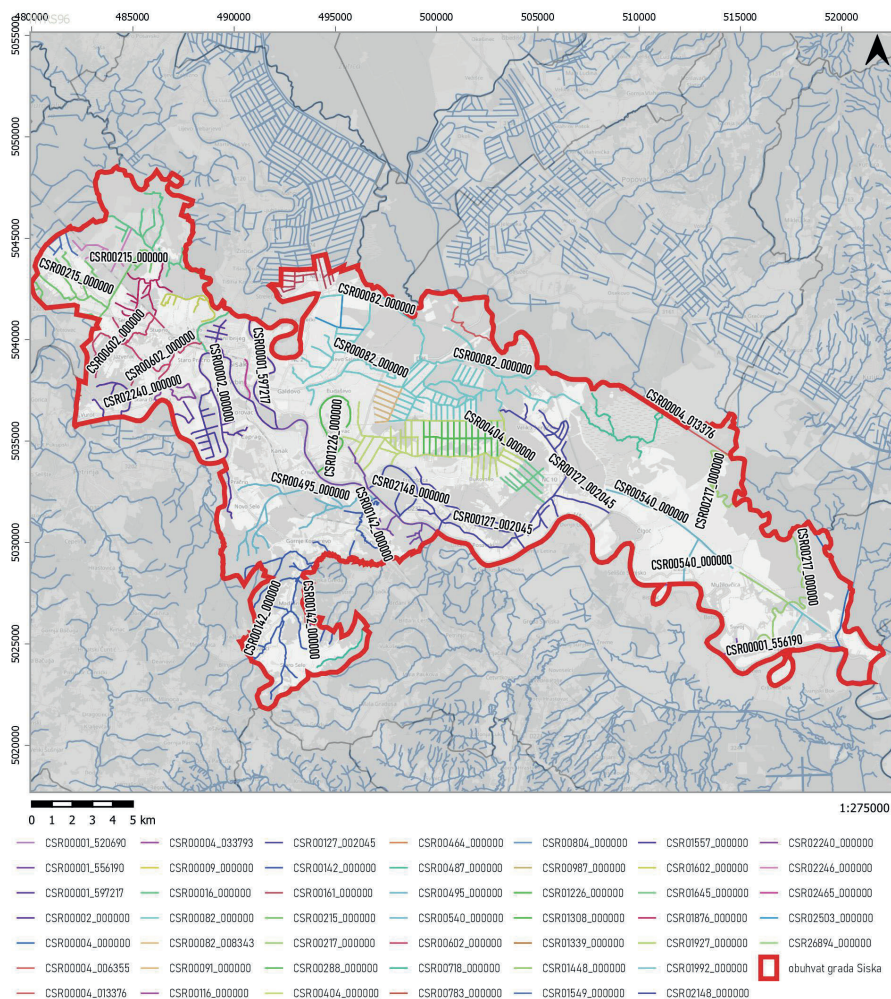 480000 485000 490000 495000 500000 505000 510000 515000 520000
5055000
5050000
5045000
5040000
5035000
5030000
5025000
5020000
CSR00215_000000
CSR00215_000000
CSR00082_000000
CSR00602_000000
CSR00602_000000
CSR02240_000000
CSR00002_000000
CSR00001_597217
CSR00082_000000
CSR00082_000000
CSR00004_013376
CSR01226_000000
CSR00404_000000
CSR00495_000000
CSR00142_000000
CSR02148_000000
CSR00127_002045
CSR00127_002045
CSR00540_000000
CSR00217_000000
CSR00540_000000
CSR00217_000000
CSR00142_000000
CSR00142_000000
CSR00001_556190
0 1 2 3 4 5 km
1:275000
CSR00001_520690 CSR00004_033793 CSR00127_002045 CSR00464_000000 CSR00804_000000 CSR01557_000000 CSR02240_000000
CSR00001_556190 CSR00009_000000 CSR00142_000000 CSR00487_000000 CSR00987_000000 CSR01602_000000 CSR02246_000000
CSR00001_597217 CSR00016_000000 CSR00161_000000 CSR00495_000000 CSR01226_000000 CSR01645_000000 CSR02465_000000
CSR00002_000000 CSR00082_000000 CSR00215_000000 CSR00540_000000 CSR01308_000000 CSR01876_000000 CSR02503_000000
CSR00004_000000 CSR00082_008343 CSR00217_000000 CSR00602_000000 CSR01339_000000 CSR01927_000000 CSR26894_000000
CSR00004_006355 CSR00091_000000 CSR00288_000000 CSR00718_000000 CSR01448_000000 CSR01992_000000 obuhvat grada Siska
CSR00004_013376 CSR00116_000000 CSR00404_000000 CSR00783_000000 CSR01549_000000 CSR02148_000000